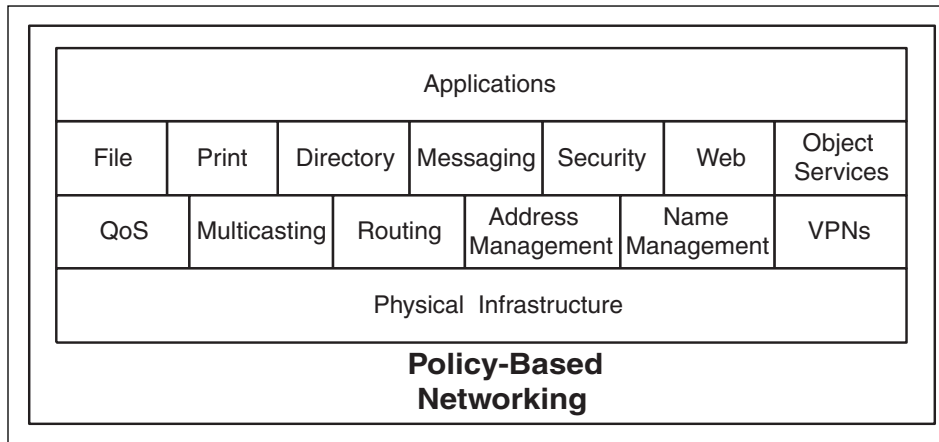 Applications
File Print Directory Messaging Security Web Object Services
QoS Multicasting Routing Address Management Name Management VPNs
Physical Infrastructure
Policy-Based
Networking